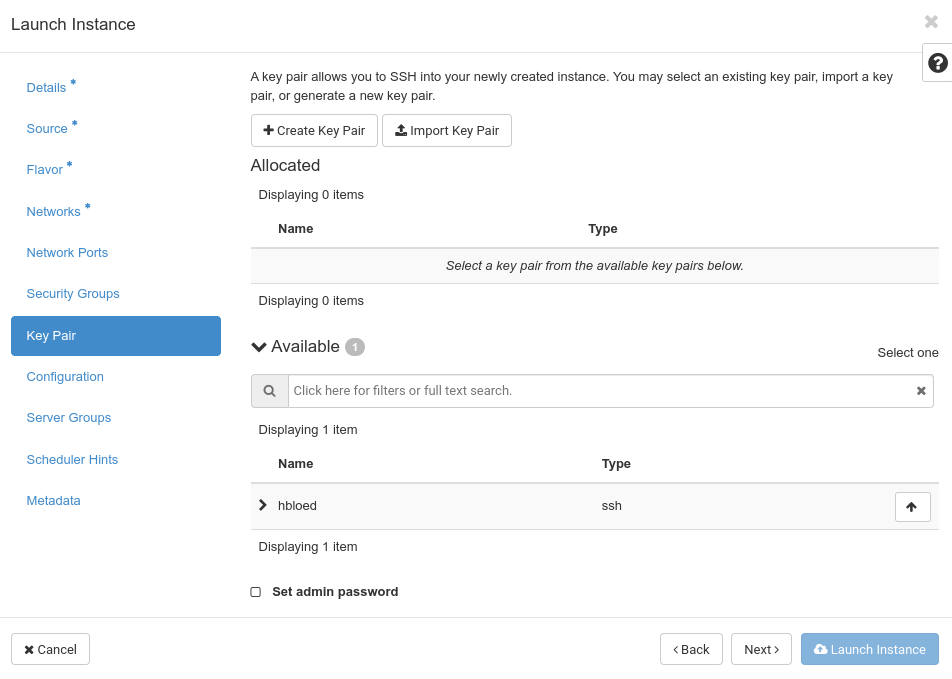 Launch Instance
Details *
Source *
Flavor *
Networks *
Network Ports
Security Groups
Key Pair
Configuration
Server Groups
Scheduler Hints
Metadata
A key pair allows you to SSH into your newly created instance. You may select an existing key pair, import a key
pair, or generate a new key pair.
Create Key Pair Import Key Pair
Allocated
Displaying 0 items
Name Type
Select a key pair from the available key pairs below.
Displaying 0 items
Available 1
Select one
Click here for filters or full text search.
Displaying 1 item
Name Type
hbloed ssh
Displaying 1 item
Set admin password
Cancel
Back
Next
Launch Instance